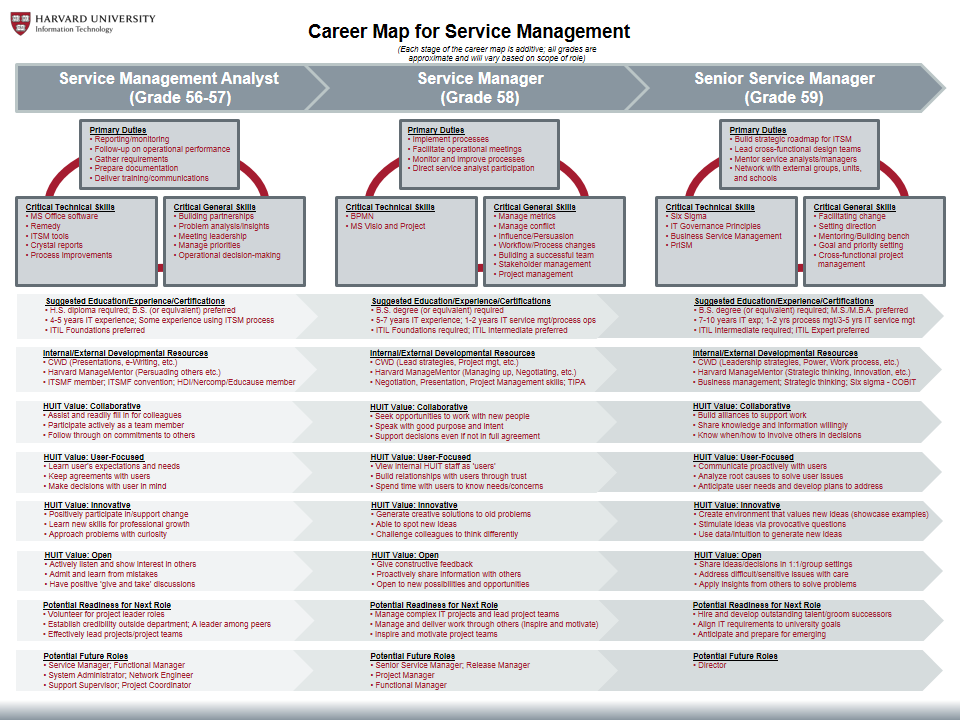 HARVARD UNIVERSITY
Information Technology
Career Map for Service Management
(Each stage of the career map is additive; all grades are
approximate and will vary based on scope of role)
Service Management Analyst
(Grade 56-57)
Service Manager
(Grade 58)
Senior Service Manager
(Grade 59)
Primary Duties
• Reporting/monitoring
• Follow-up on operational performance
• Gather requirements
• Prepare documentation
• Deliver training/communications
Primary Duties
• Implement processes
• Facilitate operational meetings
• Monitor and improve processes
• Direct service analyst participation
Primary Duties
• Build strategic roadmap for ITSM
• Lead cross-functional design teams
• Mentor service analysts/managers
• Network with external groups, units,
and schools
Critical Technical Skills
• MS Office software
• Remedy
• ITSM tools
• Crystal reports
• Process improvements
Critical General Skills
• Building partnerships
• Problem analysis/insights
• Meeting leadership
• Manage priorities
• Operational decision-making
Critical Technical Skills
• BPMN
• MS Visio and Project
Critical General Skills
• Manage metrics
• Manage conflict
• Influence/Persuasion
• Workflow/Process changes
• Building a successful team
• Stakeholder management
• Project management
Critical Technical Skills
• Six Sigma
• IT Governance Principles
• Business Service Management
• PriSM
Critical General Skills
• Facilitating change
• Setting direction
• Mentoring/Building bench
• Goal and priority setting
• Cross-functional project
management
Suggested Education/Experience/Certifications
• H.S. diploma required; B.S. (or equivalent) preferred
• 4-5 years IT experience; Some experience using ITSM process
• ITIL Foundations preferred
Suggested Education/Experience/Certifications
• B.S. degree (or equivalent) required
• 5-7 years IT experience; 1-2 years IT service mgt/process ops
• ITIL Foundations required; ITIL Intermediate preferred
Suggested Education/Experience/Certifications
• B.S. degree (or equivalent) required; M.S./M.B.A. preferred
• 7-10 years IT exp; 1-2 yrs process mgt/3-5 yrs IT service mgt
• ITIL Intermediate required; ITIL Expert preferred
Internal/External Developmental Resources
• CWD (Presentations, e-Writing, etc.)
• Harvard ManageMentor (Persuading others etc.)
• ITSMF member; ITSMF convention; HDI/Nercomp/Educause member
Internal/External Developmental Resources
• CWD (Lead strategies, Project mgt, etc.)
• Harvard ManageMentor (Managing up, Negotiating, etc.)
• Negotiation, Presentation, Project Management skills; TIPA
Internal/External Developmental Resources
• CWD (Leadership strategies, Power, Work process, etc.)
• Harvard ManageMentor (Strategic thinking, Innovation, etc.)
• Business management; Strategic thinking; Six sigma - COBIT
HUIT Value: Collaborative
• Assist and readily fill in for colleagues
• Participate actively as a team member
• Follow through on commitments to others
HUIT Value: Collaborative
• Seek opportunities to work with new people
• Speak with good purpose and intent
• Support decisions even if not in full agreement
HUIT Value: Collaborative
• Build alliances to support work
• Share knowledge and information willingly
• Know when/how to involve others in decisions
HUIT Value: User-Focused
• Learn user's expectations and needs
• Keep agreements with users
• Make decisions with user in mind
HUIT Value: User-Focused
• View internal HUIT staff as 'users'
• Build relationships with users through trust
• Spend time with users to know needs/concerns
HUIT Value: User-Focused
• Communicate proactively with users
• Analyze root causes to solve user issues
• Anticipate user needs and develop plans to address
HUIT Value: Innovative
• Positively participate in/support change
• Learn new skills for professional growth
• Approach problems with curiosity
HUIT Value: Innovative
• Generate creative solutions to old problems
• Able to spot new ideas
• Challenge colleagues to think differently
HUIT Value: Innovative
• Create environment that values new ideas (showcase examples)
• Stimulate ideas via provocative questions
• Use data/intuition to generate new ideas
HUIT Value: Open
• Actively listen and show interest in others
• Admit and learn from mistakes
• Have positive 'give and take' discussions
HUIT Value: Open
• Give constructive feedback
• Proactively share information with others
• Open to new possibilities and opportunities
HUIT Value: Open
• Share ideas/decisions in 1:1/group settings
• Address difficult/sensitive issues with care
• Apply insights from others to solve problems
Potential Readiness for Next Role
• Volunteer for project leader roles
• Establish credibility outside department; A leader among peers
• Effectively lead projects/project teams
Potential Readiness for Next Role
• Manage complex IT projects and lead project teams
• Manage and deliver work through others (inspire and motivate)
• Inspire and motivate project teams
Potential Readiness for Next Role
• Hire and develop outstanding talent/groom successors
• Align IT requirements to university goals
• Anticipate and prepare for emerging
Potential Future Roles
• Service Manager; Functional Manager
• System Administrator; Network Engineer
• Support Supervisor; Project Coordinator
Potential Future Roles
• Senior Service Manager; Release Manager
• Project Manager
• Functional Manager
Potential Future Roles
• Director